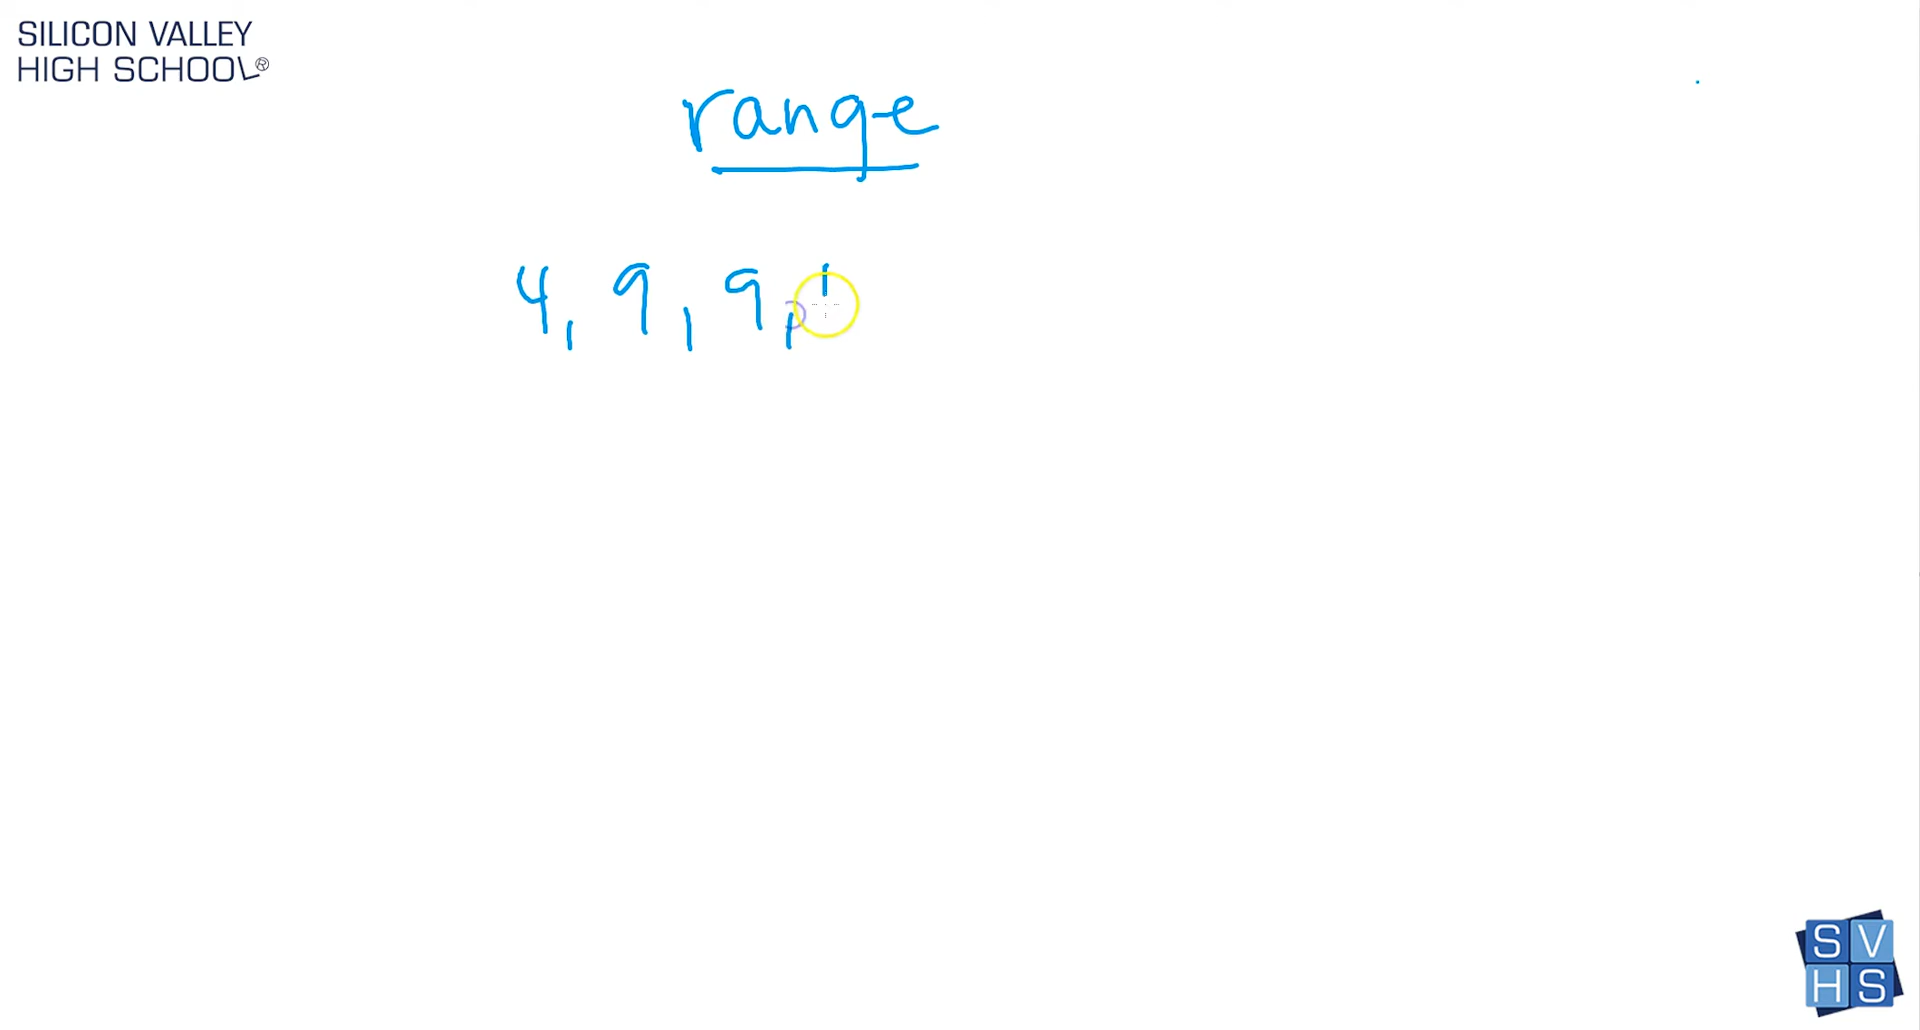 SILICON VALLEY
HIGH SCHOOL®
range
4, 9, 9,
SV
HS